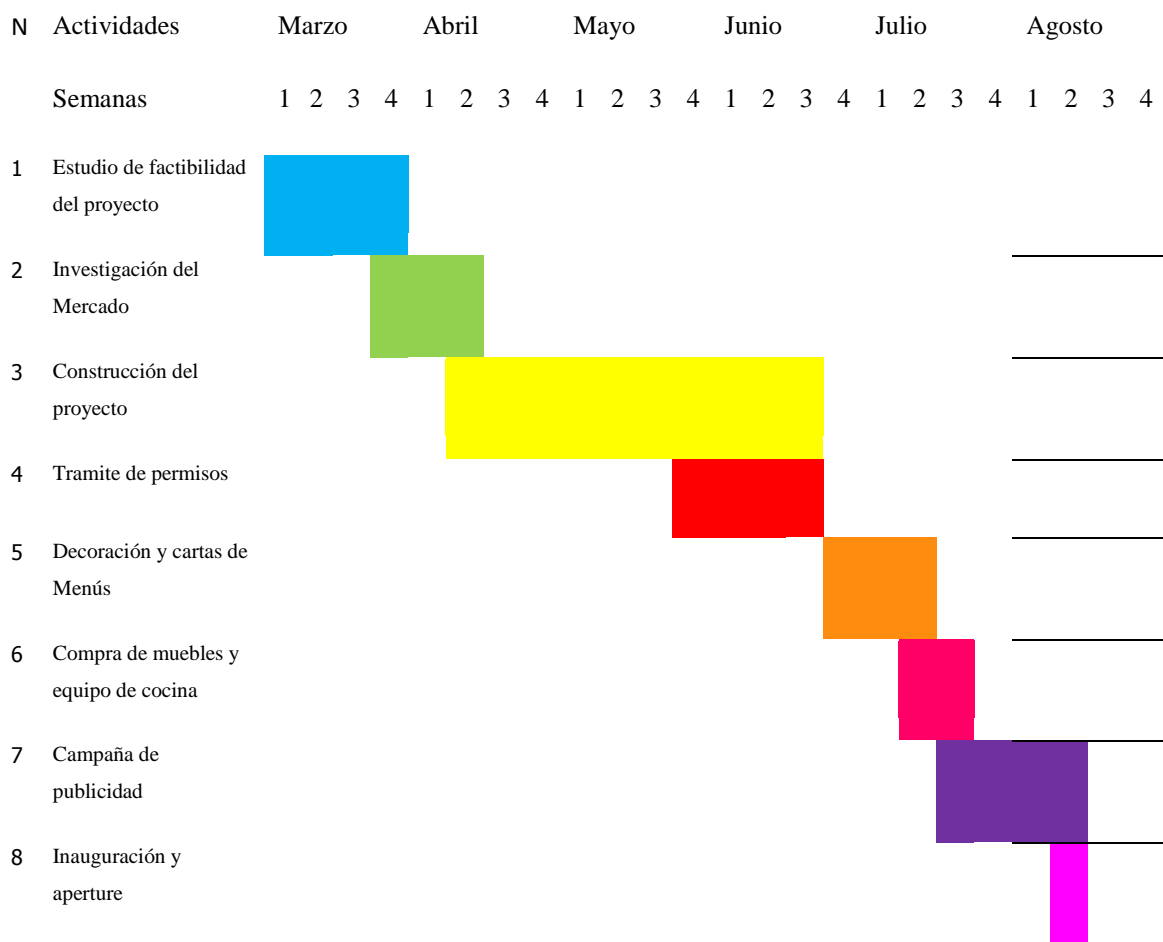 N Actividades Marzo Abril Mayo Junio Julio Agosto
Semanas 1 2 3 4 1 2 3 4 1 2 3 4 1 2 3 4 1 2 3 4 1 2 3 4
1 Estudio de factibilidad
del proyecto
2 Investigación del
Mercado
3 Construcción del
proyecto
4 Tramite de permisos
5 Decoración y cartas de
Menús
6 Compra de muebles y
equipo de cocina
7 Campaña de
publicidad
8 Inauguración y
aperture